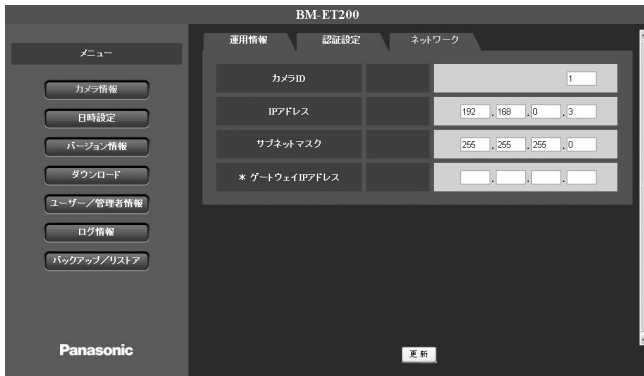 BM-ET200
メニュー
カメラ情報
日時設定
バージョン情報
ダウンロード
ユーザー／管理者情報
ログ情報
バックアップ／リストア
Panasonic
運用情報 認証設定 ネットワーク
カメラID 1
IPアドレス 192 . 168 . 0 . 3
サブネットマスク 255 . 255 . 255 . 0
* ゲートウェイIPアドレス . . .
更新